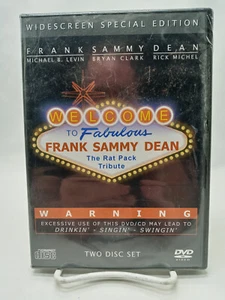 WIDESCREEN SPECIAL EDITION
FRANK SAMMY DEAN
MICHAEL B. LEVIN BRYAN CLARK RICK MICHEL
WELCOME
TO Fabulous
FRANK SAMMY DEAN
The Rat Pack
Tribute
WARNING
EXCESSIVE USE OF THIS DVD/CD MAY LEAD TO
DRINKIN' - SINGIN' - SWINGIN'
TWO DISC SET
DVD
VIDEO